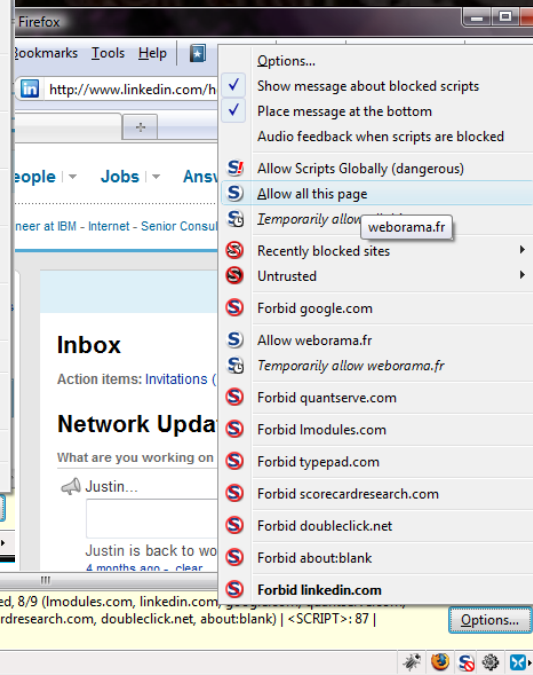 Firefox
Bookmarks Tools Help
http://www.linkedin.com/h
People Jobs Answ
neer at IBM - Internet - Senior Consul
Inbox
Action items: Invitations (
Network Upda
What are you working on
Justin...
Justin is back to wo
4 months ago - clear
Options...
Show message about blocked scripts
Place message at the bottom
Audio feedback when scripts are blocked
Allow Scripts Globally (dangerous)
Allow all this page
Temporarily allow
weborama.fr
Recently blocked sites
Untrusted
Forbid google.com
Allow weborama.fr
Temporarily allow weborama.fr
Forbid quantserve.com
Forbid lmodules.com
Forbid typepad.com
Forbid scorecardresearch.com
Forbid doubleclick.net
Forbid about:blank
Forbid linkedin.com
ed, 8/9 (lmodules.com, linkedin.com, google.com, quantserve.com,
ardresearch.com, doubleclick.net, about:blank) | <SCRIPT>: 87 |
Options...